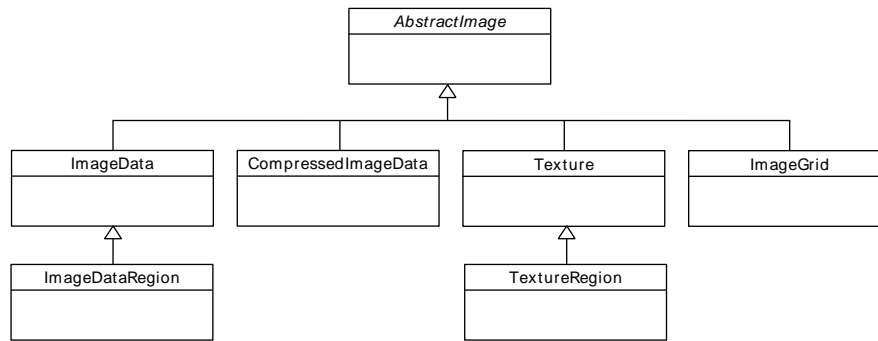 AbstractImage
ImageData
CompressedImageData
Texture
ImageGrid
ImageDataRegion
TextureRegion